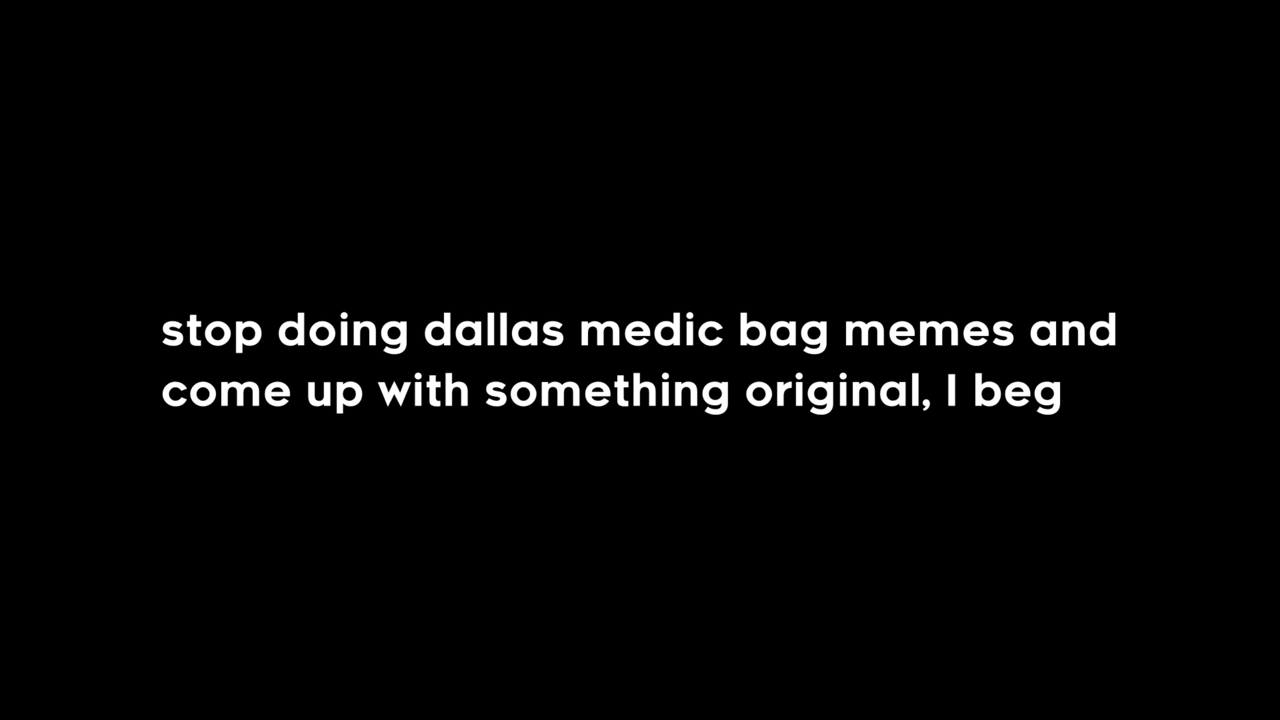 stop doing dallas medic bag memes and
come up with something original, I beg